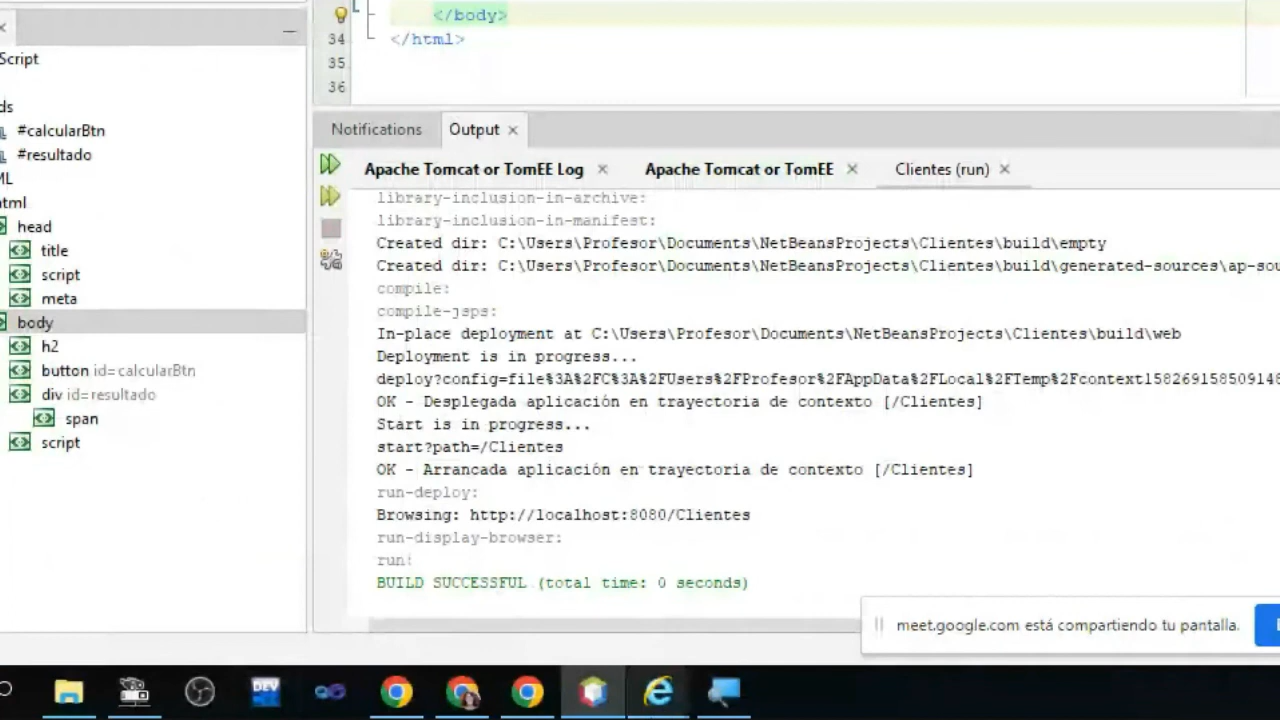 </body>
34
</html>
35
36
Script
ds
#calcularBtn
#resultado
ML
html
head
title
script
meta
body
h2
button id=calcularBtn
div id=resultado
span
script
Notifications
Output
Apache Tomcat or TomEE Log
Apache Tomcat or TomEE
Clientes (run)
library-inclusion-in-archive:
library-inclusion-in-manifest:
Created dir: C:\Users\Profesor\Documents\NetBeansProjects\Clientes\build\empty
Created dir: C:\Users\Profesor\Documents\NetBeansProjects\Clientes\build\generated-sources\ap-sou
compile:
compile-jsps:
In-place deployment at C:\Users\Profesor\Documents\NetBeansProjects\Clientes\build\web
Deployment is in progress...
deploy?config=file%3A%2FC%3A%2FUsers%2FProfesor%2FAppData%2FLocal%2FTemp%2Fcontext158269158509148
OK - Desplegada aplicación en trayectoria de contexto [/Clientes]
Start is in progress...
start?path=/Clientes
OK - Arrancada aplicación en trayectoria de contexto [/Clientes]
run-deploy:
Browsing: http://localhost:8080/Clientes
run-display-browser:
run:
BUILD SUCCESSFUL (total time: 0 seconds)
meet.google.com está compartiendo tu pantalla.
DEV